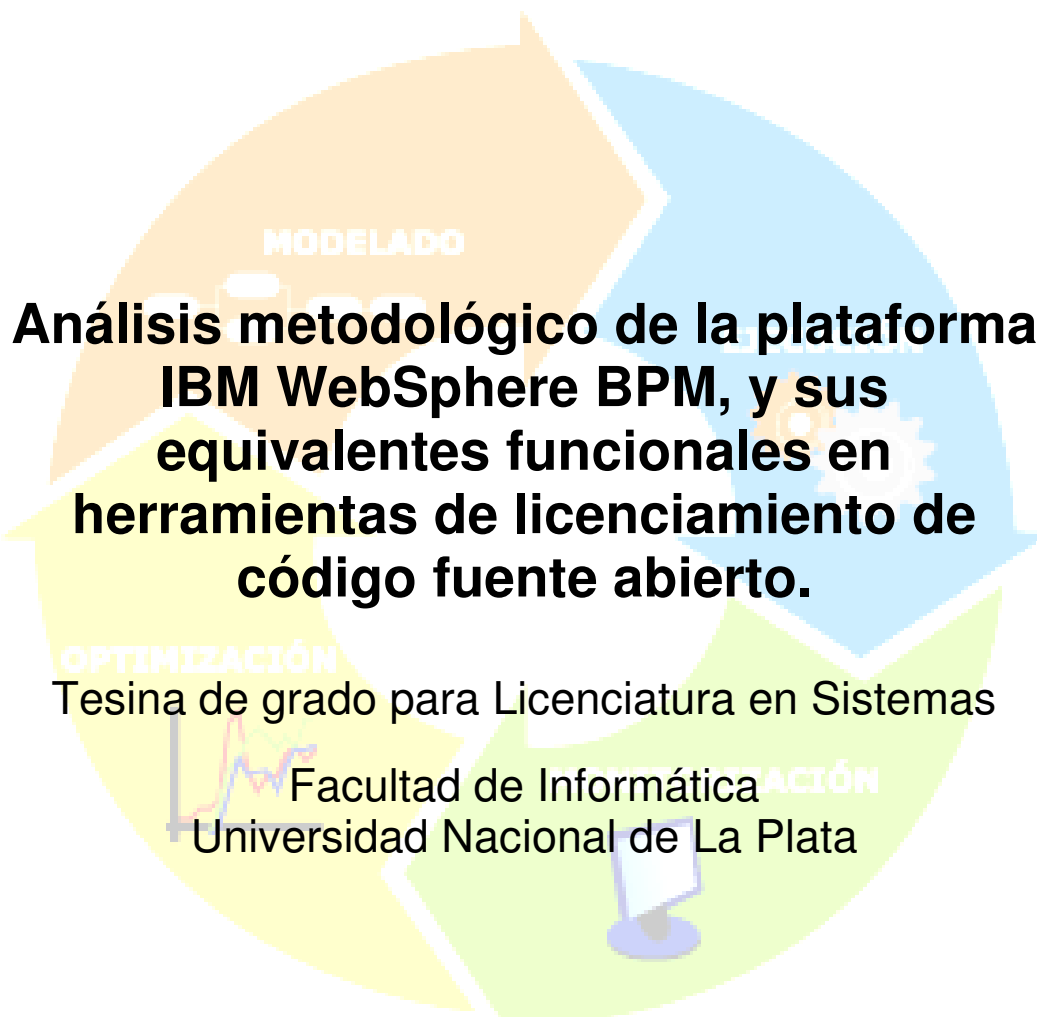 MODELADO
Análisis metodológico de la plataforma
IBM WebSphere BPM, y sus
equivalentes funcionales en
herramientas de licenciamiento de
código fuente abierto.
OPTIMIZACIÓN
Tesina de grado para Licenciatura en Sistemas
Facultad de Informática
Universidad Nacional de La Plata